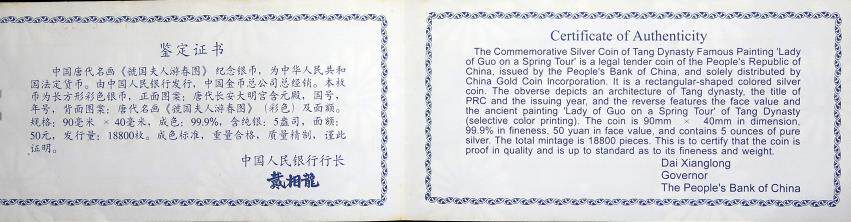 鉴定证书
中国唐代名画《虢国夫人游春图》纪念银币，为中华人民共和
国法定货币。由中国人民银行发行，中国金币总公司总经销。本枚
币为长方形彩色银币，正面图案：唐代长安大明宫含元殿，国号，
年号，背面图案：唐代名画《虢国夫人游春图》（彩色）及面额。
规格：90毫米 × 40毫米，成色：99.9%，含纯银：5盎司，面额：
50元，发行量：18800枚。成色标准，重量合格，质量精制，谨此
证明。
中国人民银行行长
戴相龍
Certificate of Authenticity
The Commemorative Silver Coin of Tang Dynasty Famous Painting 'Lady
of Guo on a Spring Tour' is a legal tender coin of the People's Republic of
China, issued by the People's Bank of China, and solely distributed by
China Gold Coin Incorporation. It is a rectangular-shaped colored silver
coin. The obverse depicts an architecture of Tang dynasty, the title of
PRC and the issuing year, and the reverse features the face value and
the ancient painting 'Lady of Guo on a Spring Tour' of Tang Dynasty
(selective color printing). The coin is 90mm × 40mm in dimension,
99.9% in fineness, 50 yuan in face value, and contains 5 ounces of pure
silver. The total mintage is 18800 pieces. This is to certify that the coin is
proof in quality and is up to standard as to its fineness and weight.
Dai Xianglong
Governor
The People's Bank of China